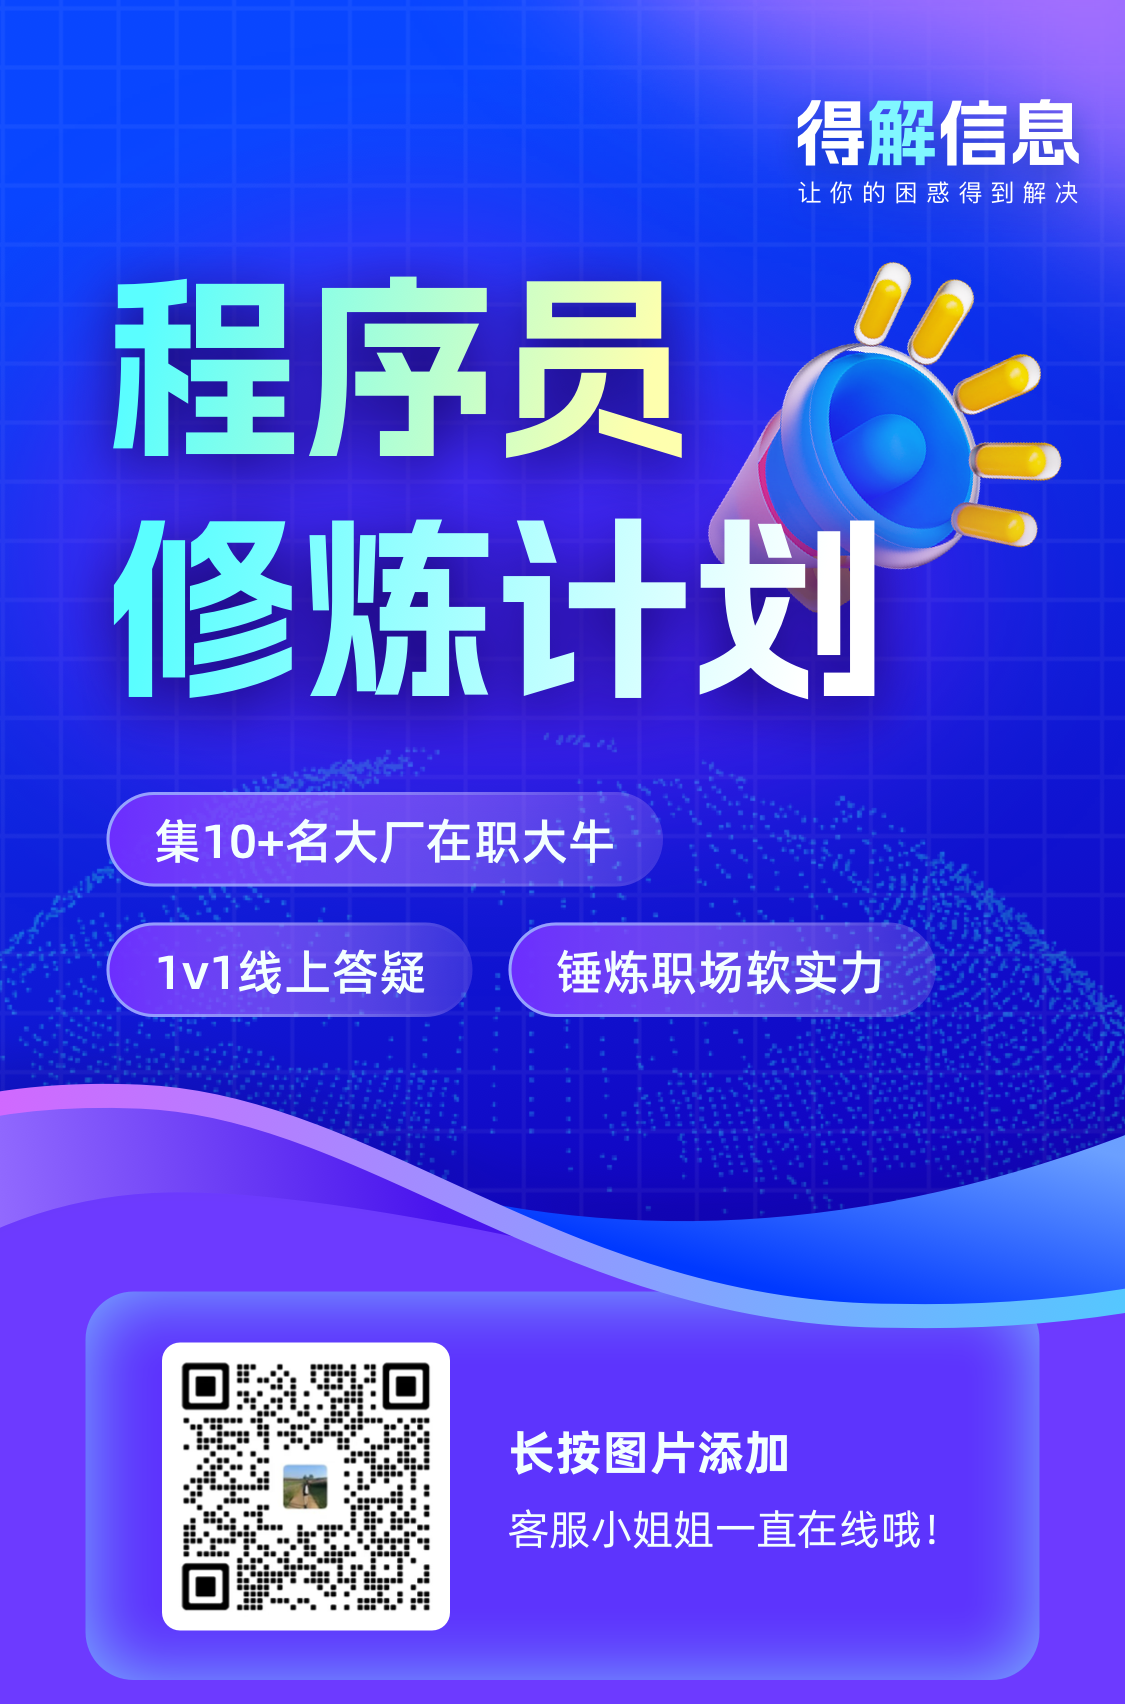 得解信息
让你的困惑得到解决
程序员
修炼计划
集10+名大厂在职大牛
1v1线上答疑
锤炼职场软实力
长按图片添加
客服小姐姐一直在线哦!